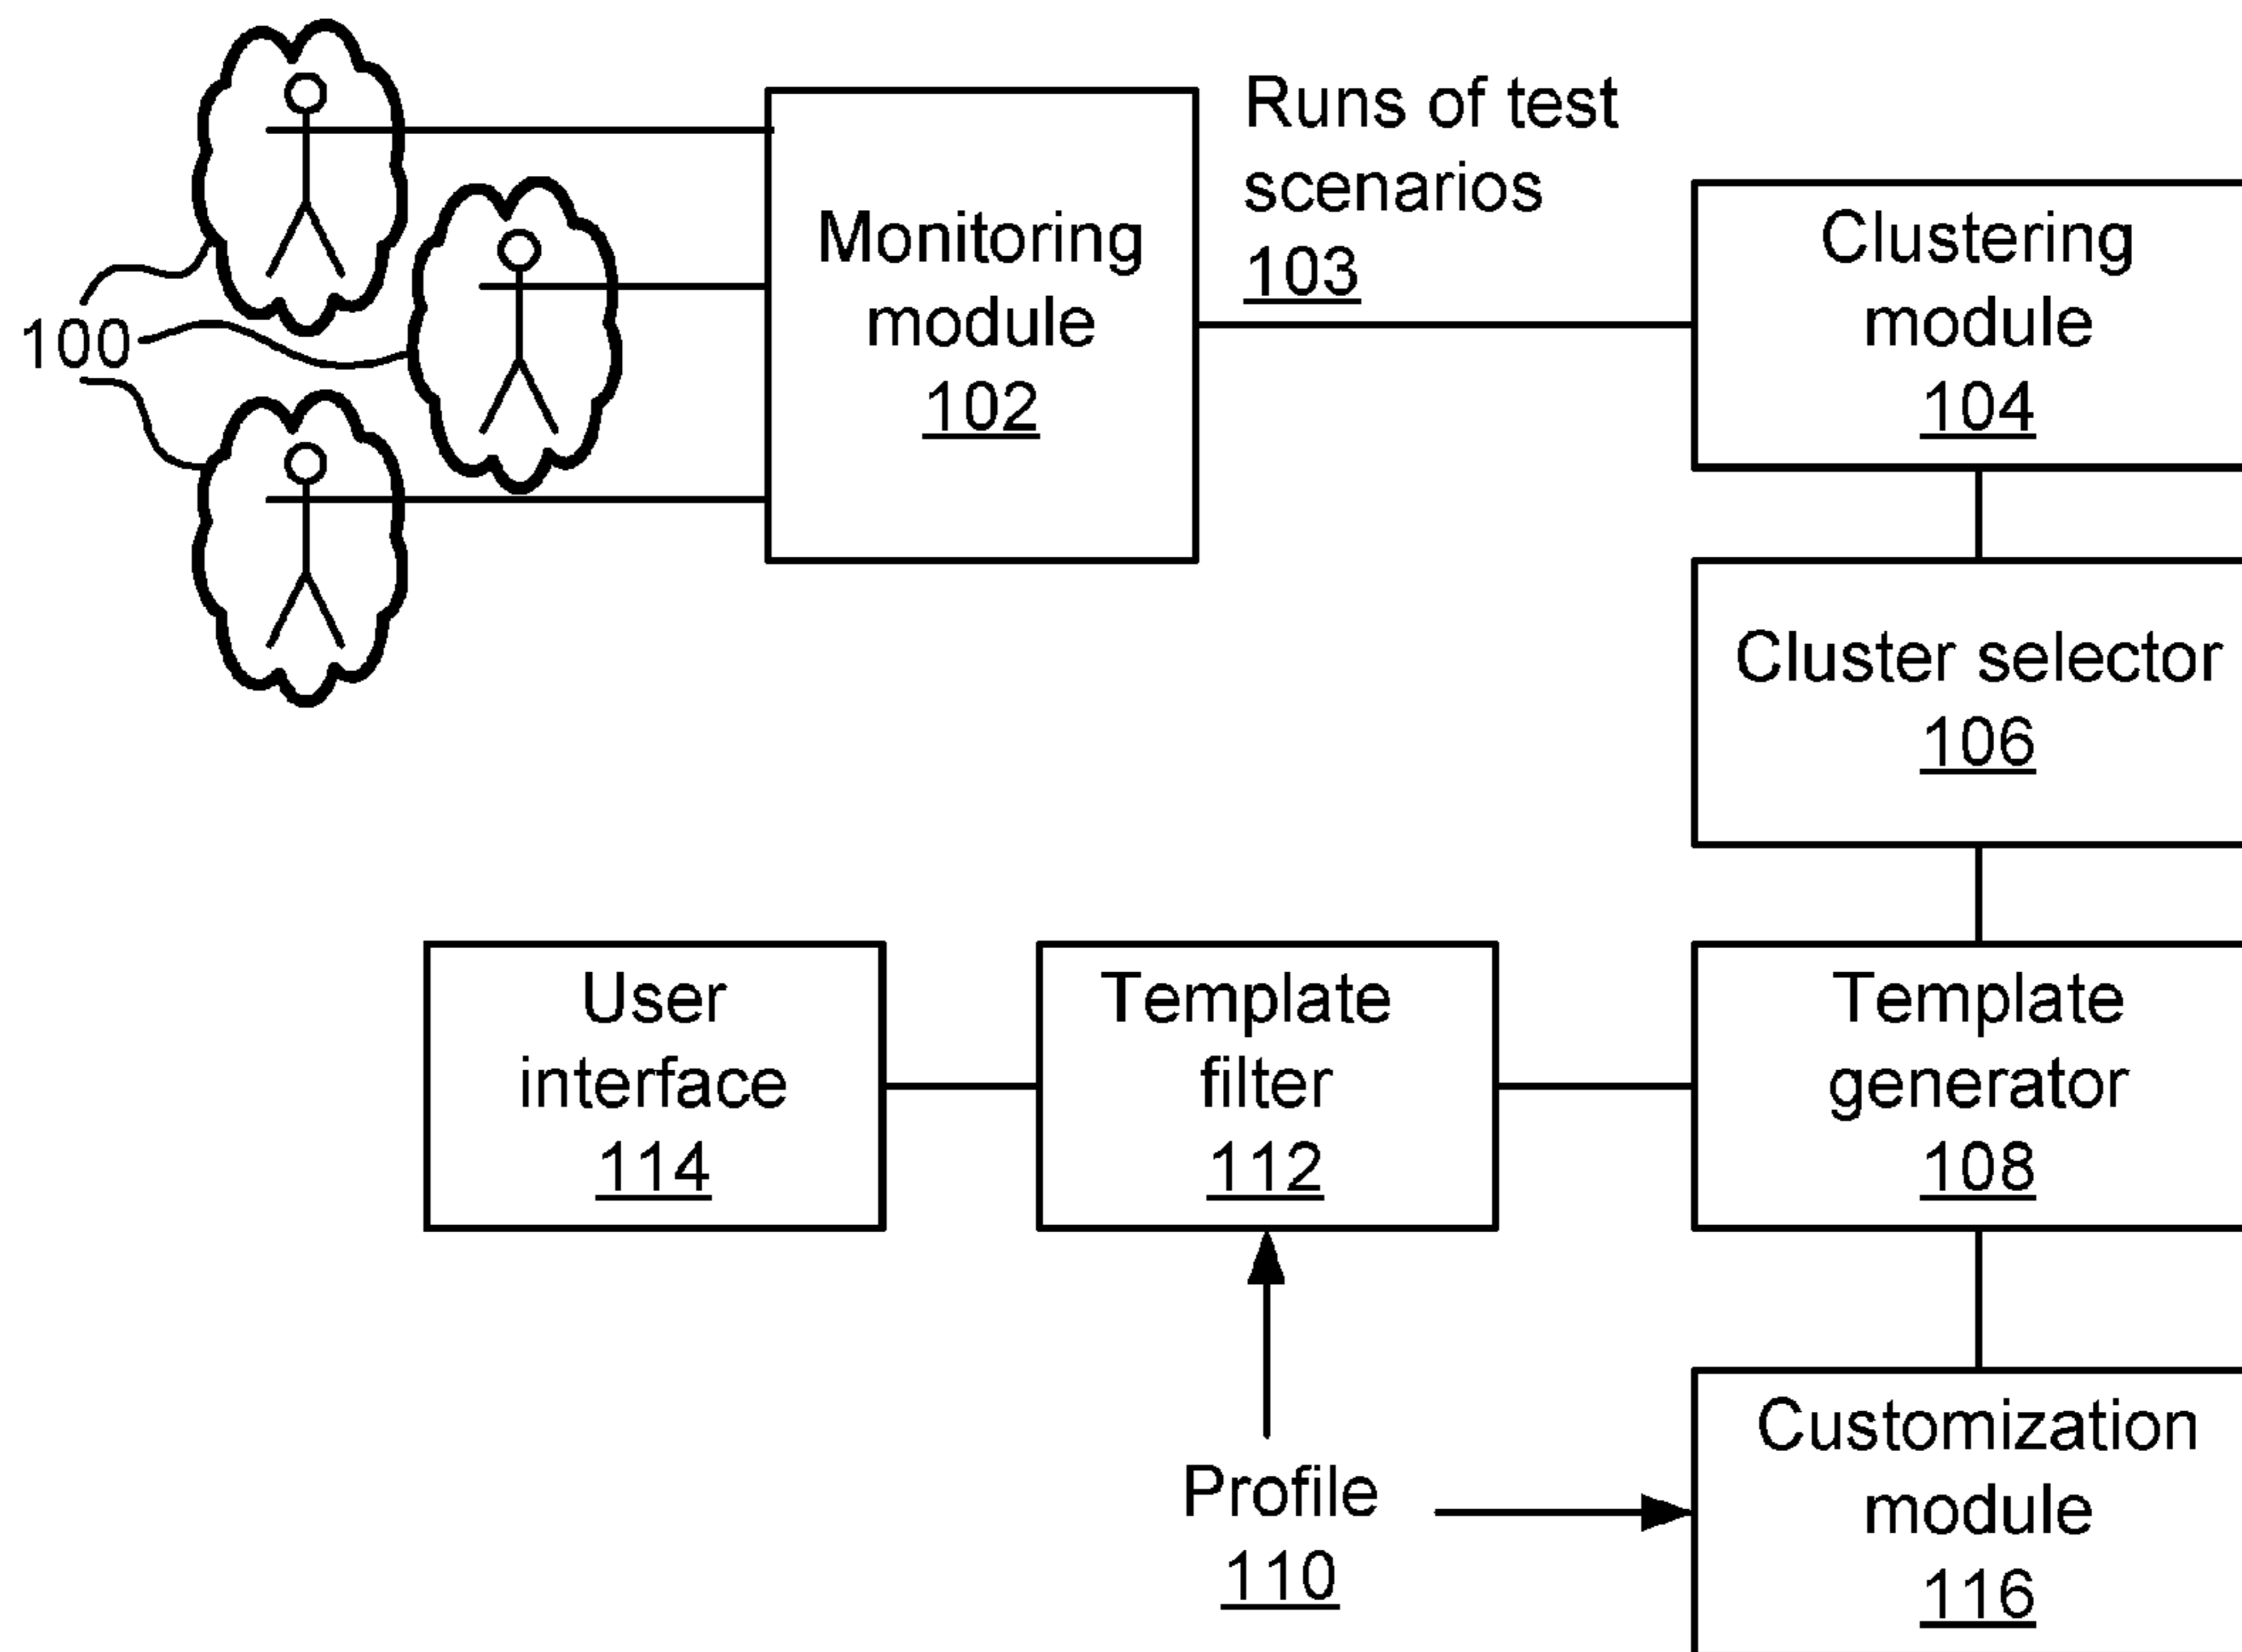 Runs of test
scenarios
103
Monitoring
module
102
Clustering
module
104
100
Cluster selector
106
User
interface
114
Template
filter
112
Template
generator
108
Profile
110
Customization
module
116